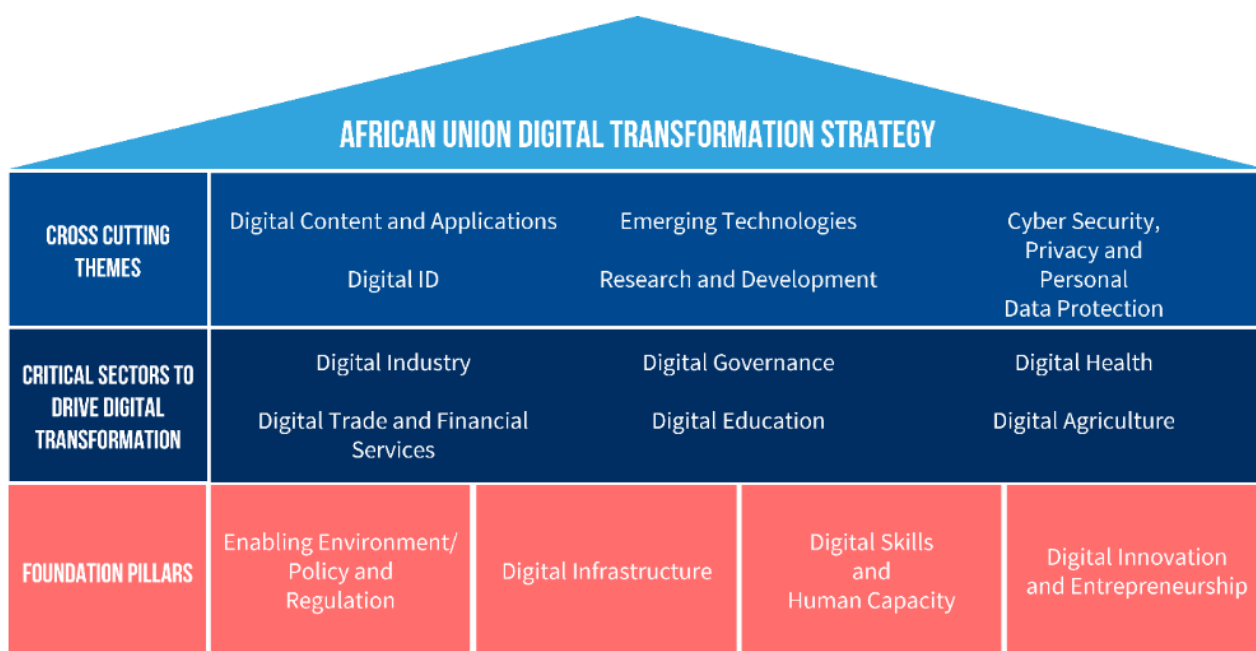 AFRICAN UNION DIGITAL TRANSFORMATION STRATEGY
CROSS CUTTING
THEMES
Digital Content and Applications
Digital ID
Emerging Technologies
Research and Development
Cyber Security,
Privacy and
Personal
Data Protection
CRITICAL SECTORS TO
DRIVE DIGITAL
TRANSFORMATION
Digital Industry
Digital Trade and Financial
Services
Digital Governance
Digital Education
Digital Health
Digital Agriculture
FOUNDATION PILLARS
Enabling Environment/
Policy and
Regulation
Digital Infrastructure
Digital Skills
and
Human Capacity
Digital Innovation
and Entrepreneurship